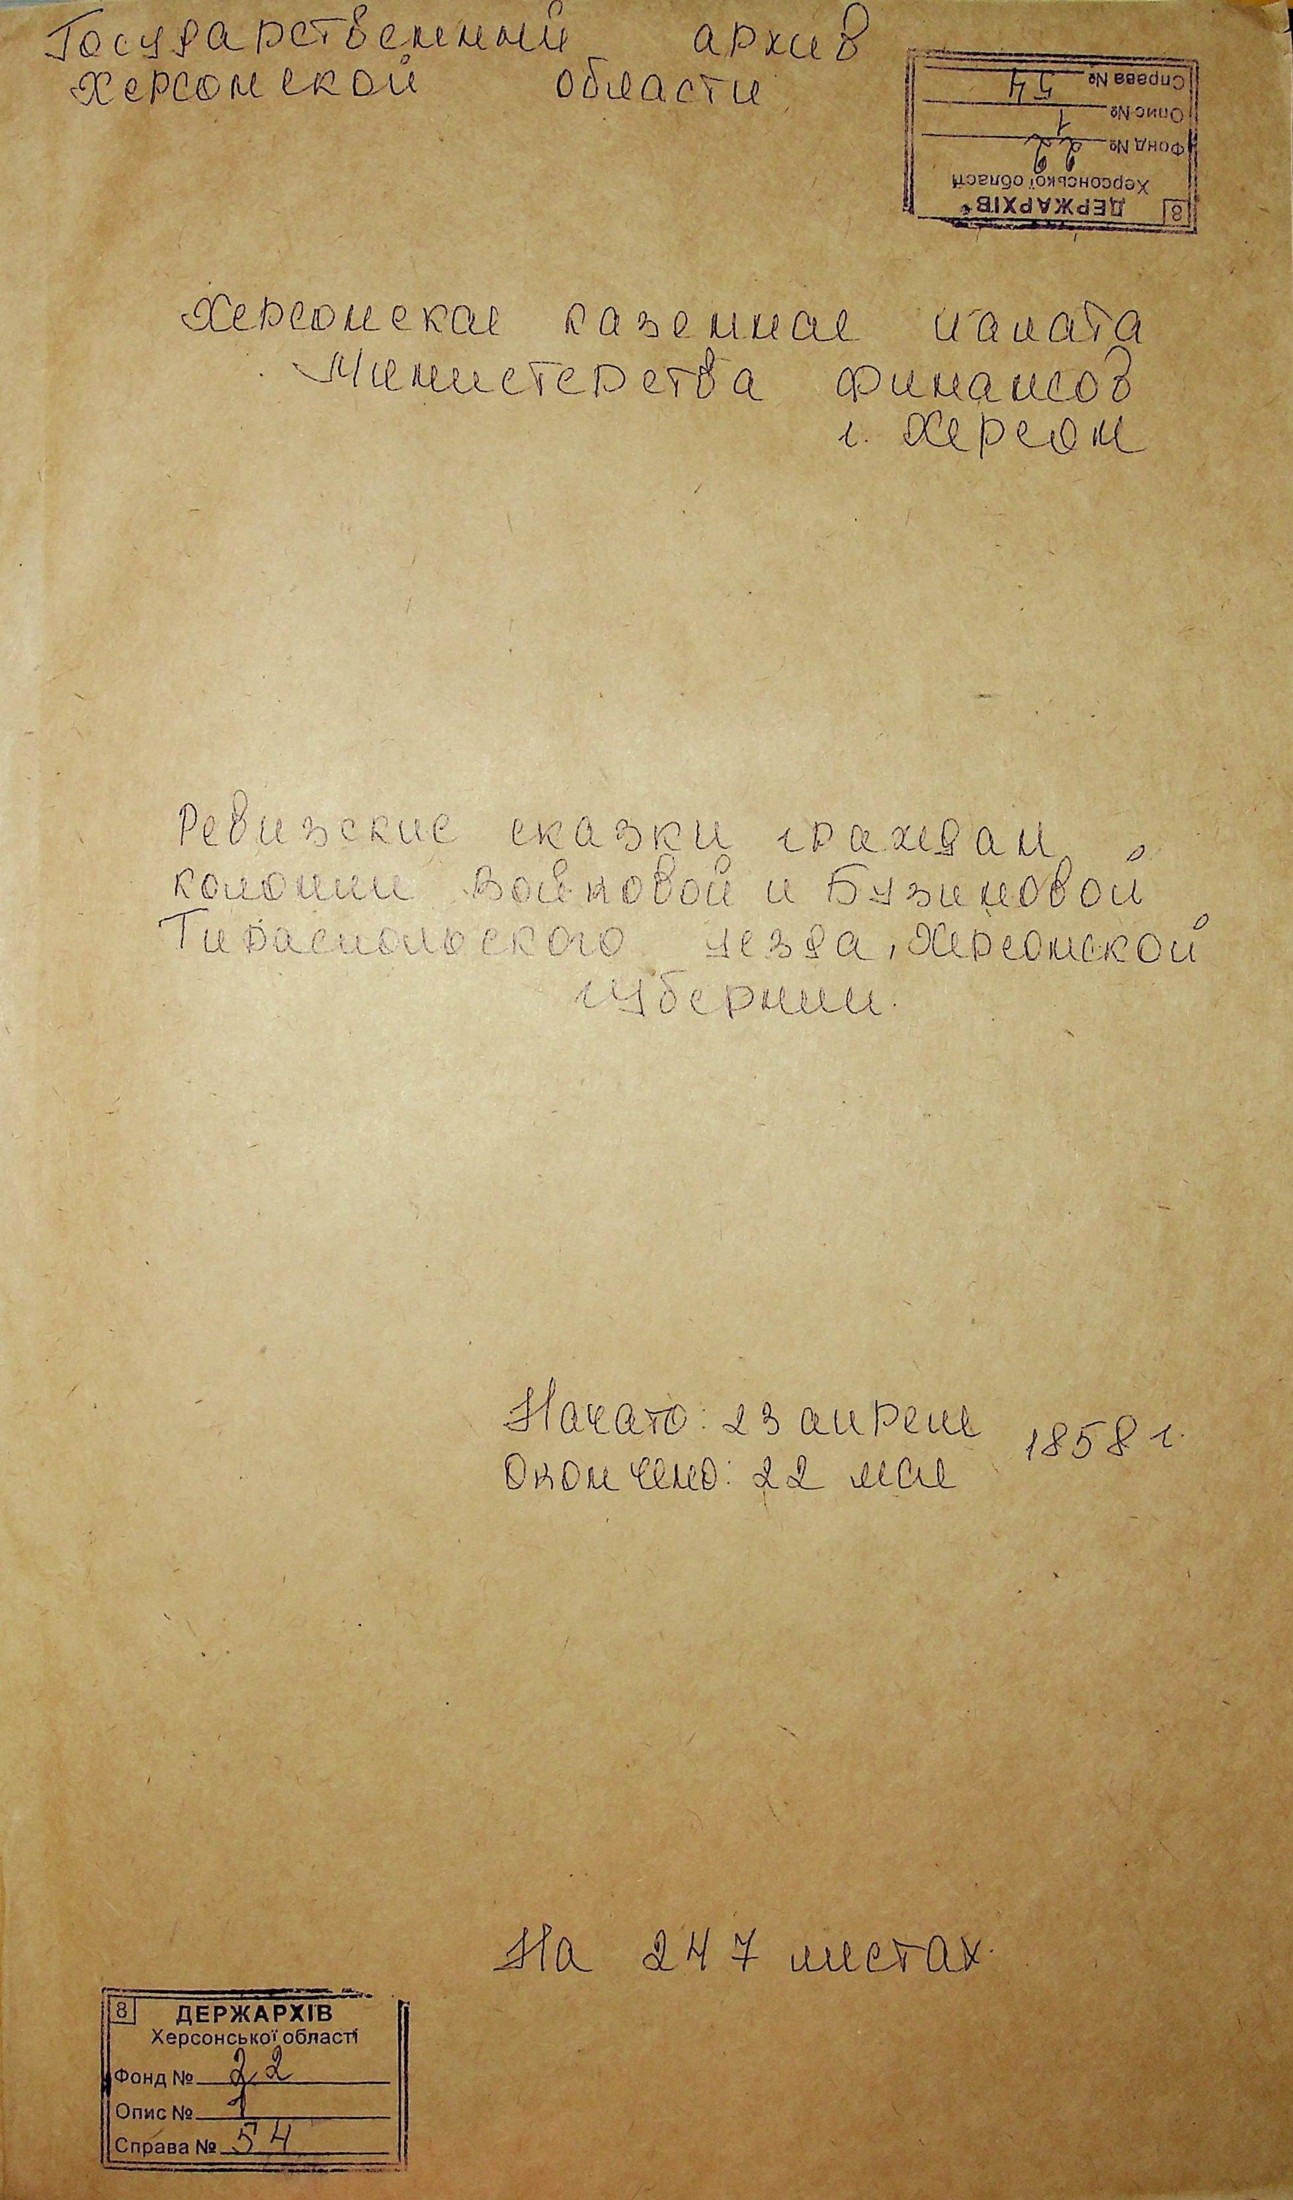 Государственный архив
Херсонской области
8 ДЕРЖАРХІВ
Херсонської області
Фонд № 22
Опис № 1
Справа № 54
Херсонская казенная палата
Министерства финансов
г. Херсон
Ревизские сказки граждан
колонии Войновой и Бузиновой
Тираспольского уезда, Херсонской
губернии.
Начато: 23 апреля 1858 г.
Окончено: 22 мая
На 247 листах.
8 ДЕРЖАРХІВ
Херсонської області
Фонд № 22
Опис № 1
Справа № 54